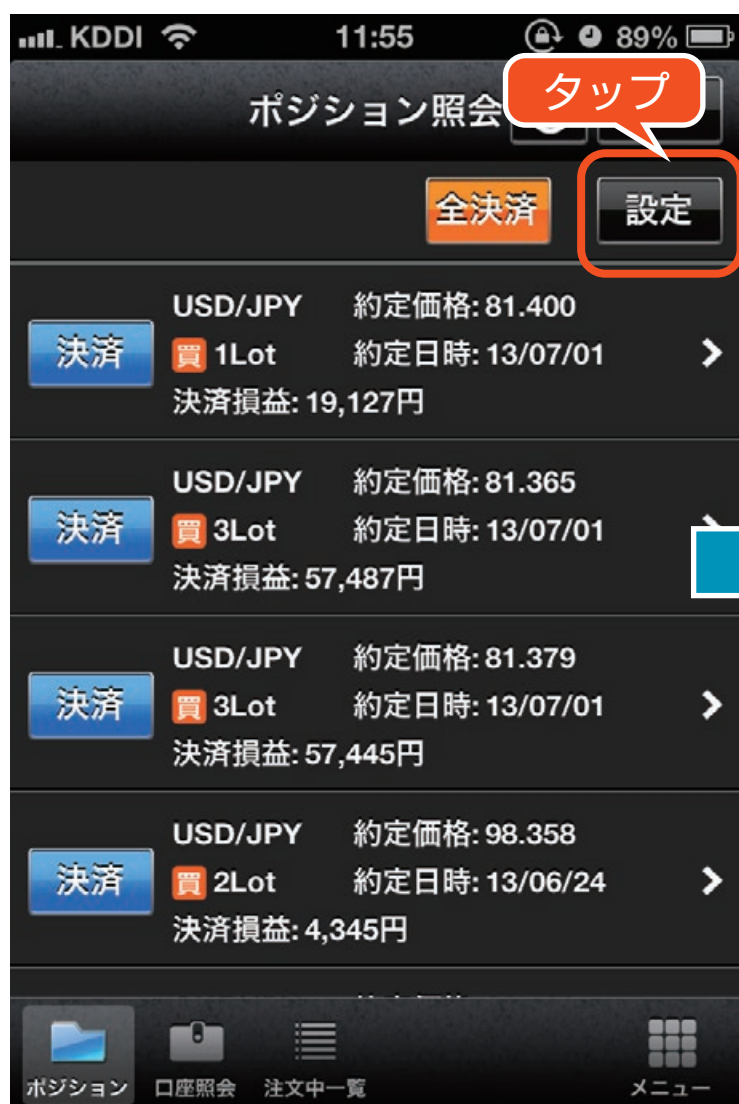 KDDI 11:55 89%
ポジション照会
タップ
全決済 設定
USD/JPY 約定価格: 81.400
決済 買 1Lot 約定日時: 13/07/01
決済損益: 19,127円
USD/JPY 約定価格: 81.365
決済 買 3Lot 約定日時: 13/07/01
決済損益: 57,487円
USD/JPY 約定価格: 81.379
決済 買 3Lot 約定日時: 13/07/01
決済損益: 57,445円
USD/JPY 約定価格: 98.358
決済 買 2Lot 約定日時: 13/06/24
決済損益: 4,345円
ポジション 口座照会 注文中一覧 メニュー